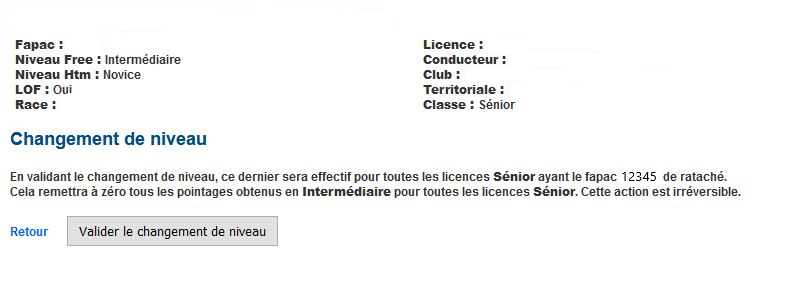 Fapac :
Niveau Free : Intermédiaire
Niveau Htm : Novice
LOF : Oui
Race :
Licence :
Conducteur :
Club :
Territoriale :
Classe : Sénior
Changement de niveau
En validant le changement de niveau, ce dernier sera effectif pour toutes les licences Sénior ayant le fapac 12345 de rataché.
Cela remettra à zéro tous les pointages obtenus en Intermédiaire pour toutes les licences Sénior. Cette action est irréversible.
Retour Valider le changement de niveau